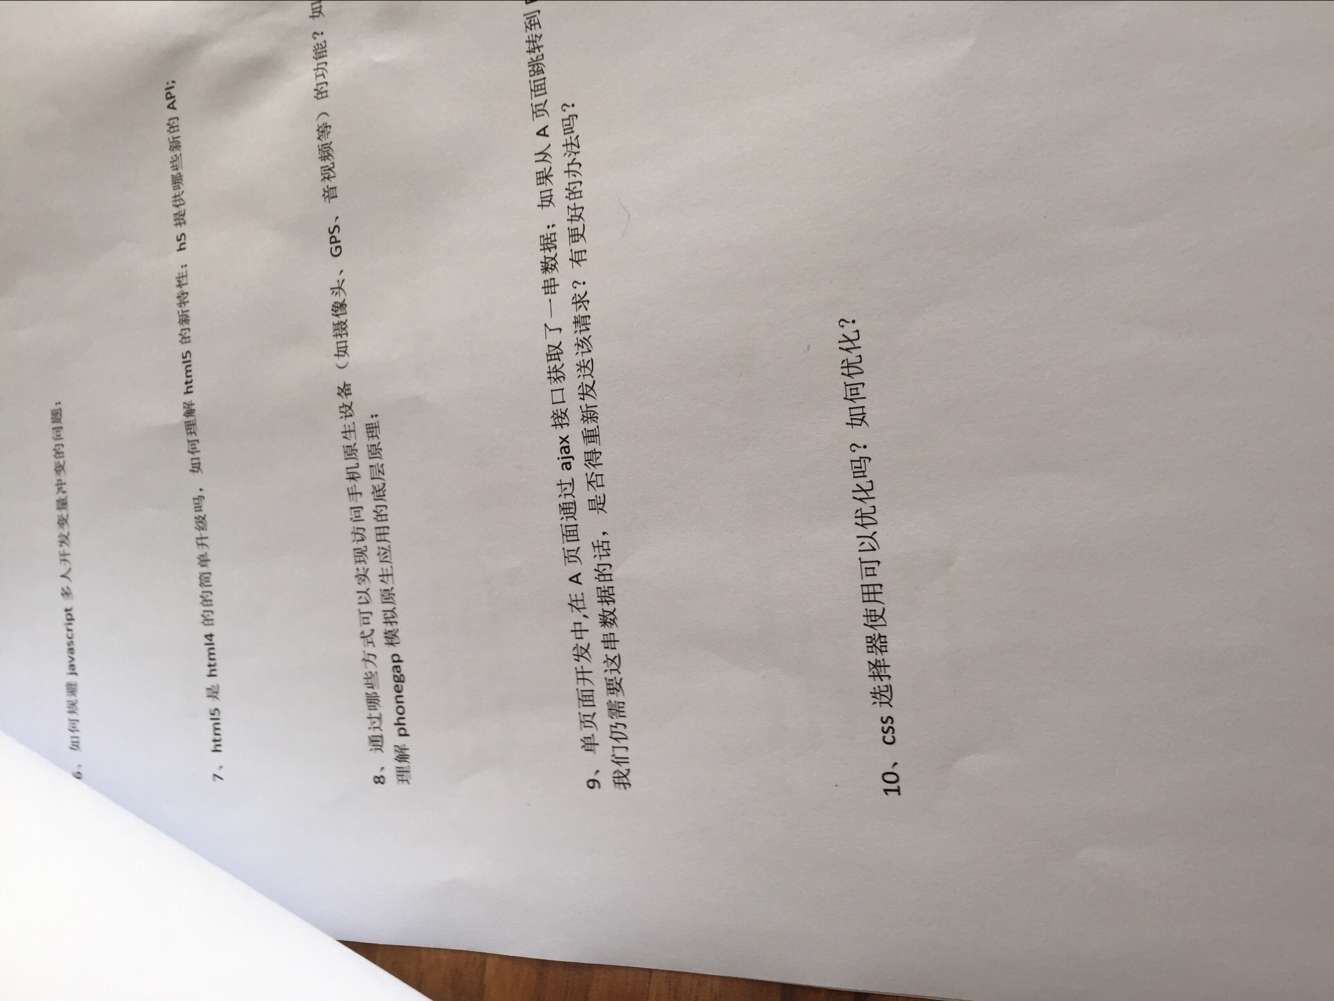 6、如何规避 javascript 多人开发变量冲变的问题;
7、html5 是 html4 的的简单升级吗，如何理解 html5 的新特性；h5 提供哪些新的 API;
8、通过哪些方式可以实现访问手机原生设备（如摄像头、GPS、音视频等）的功能？如
理解 phonegap 模拟原生应用的底层原理；
9、单页面开发中,在 A 页面通过 ajax 接口获取了一串数据；如果从 A 页面跳转到
我们仍需要这串数据的话，是否得重新发送该请求？有更好的办法吗？
10、css 选择器使用可以优化吗？如何优化？